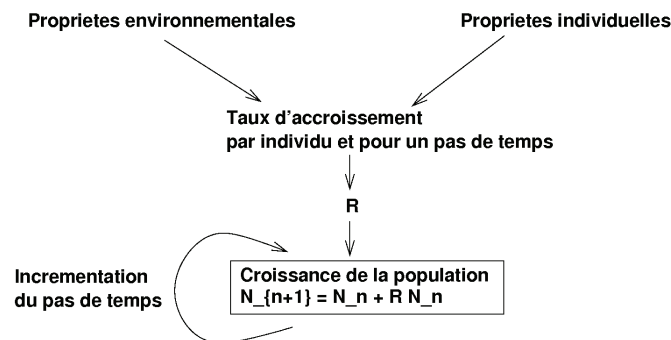 Proprietes environnementales
Proprietes individuelles
Taux d'accroissement
par individu et pour un pas de temps
R
Incrementation
du pas de temps
Croissance de la population
N_{n+1} = N_n + R N_n